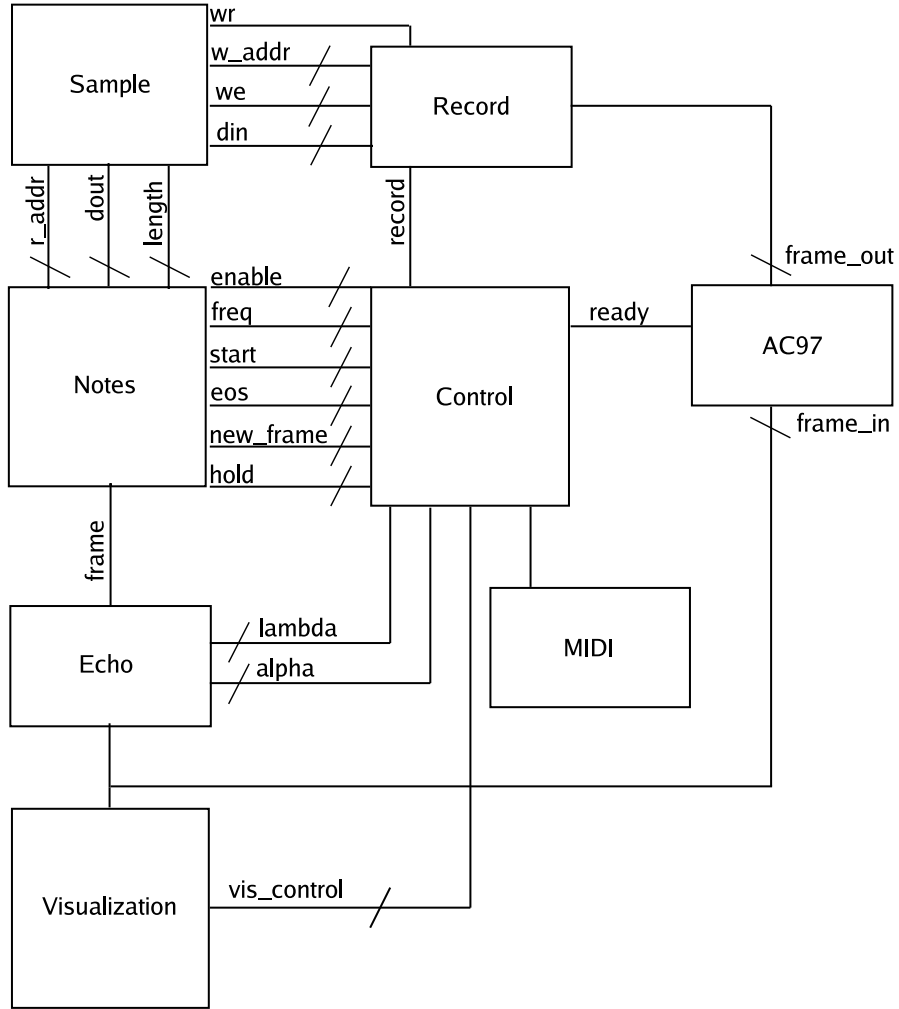 wr
w_addr
Sample
we
Record
din
r_addr
dout
length
record
frame_out
enable
freq
ready
AC97
start
Notes
eos
Control
new_frame
frame_in
hold
frame
lambda
MIDI
Echo
alpha
vis_control
Visualization